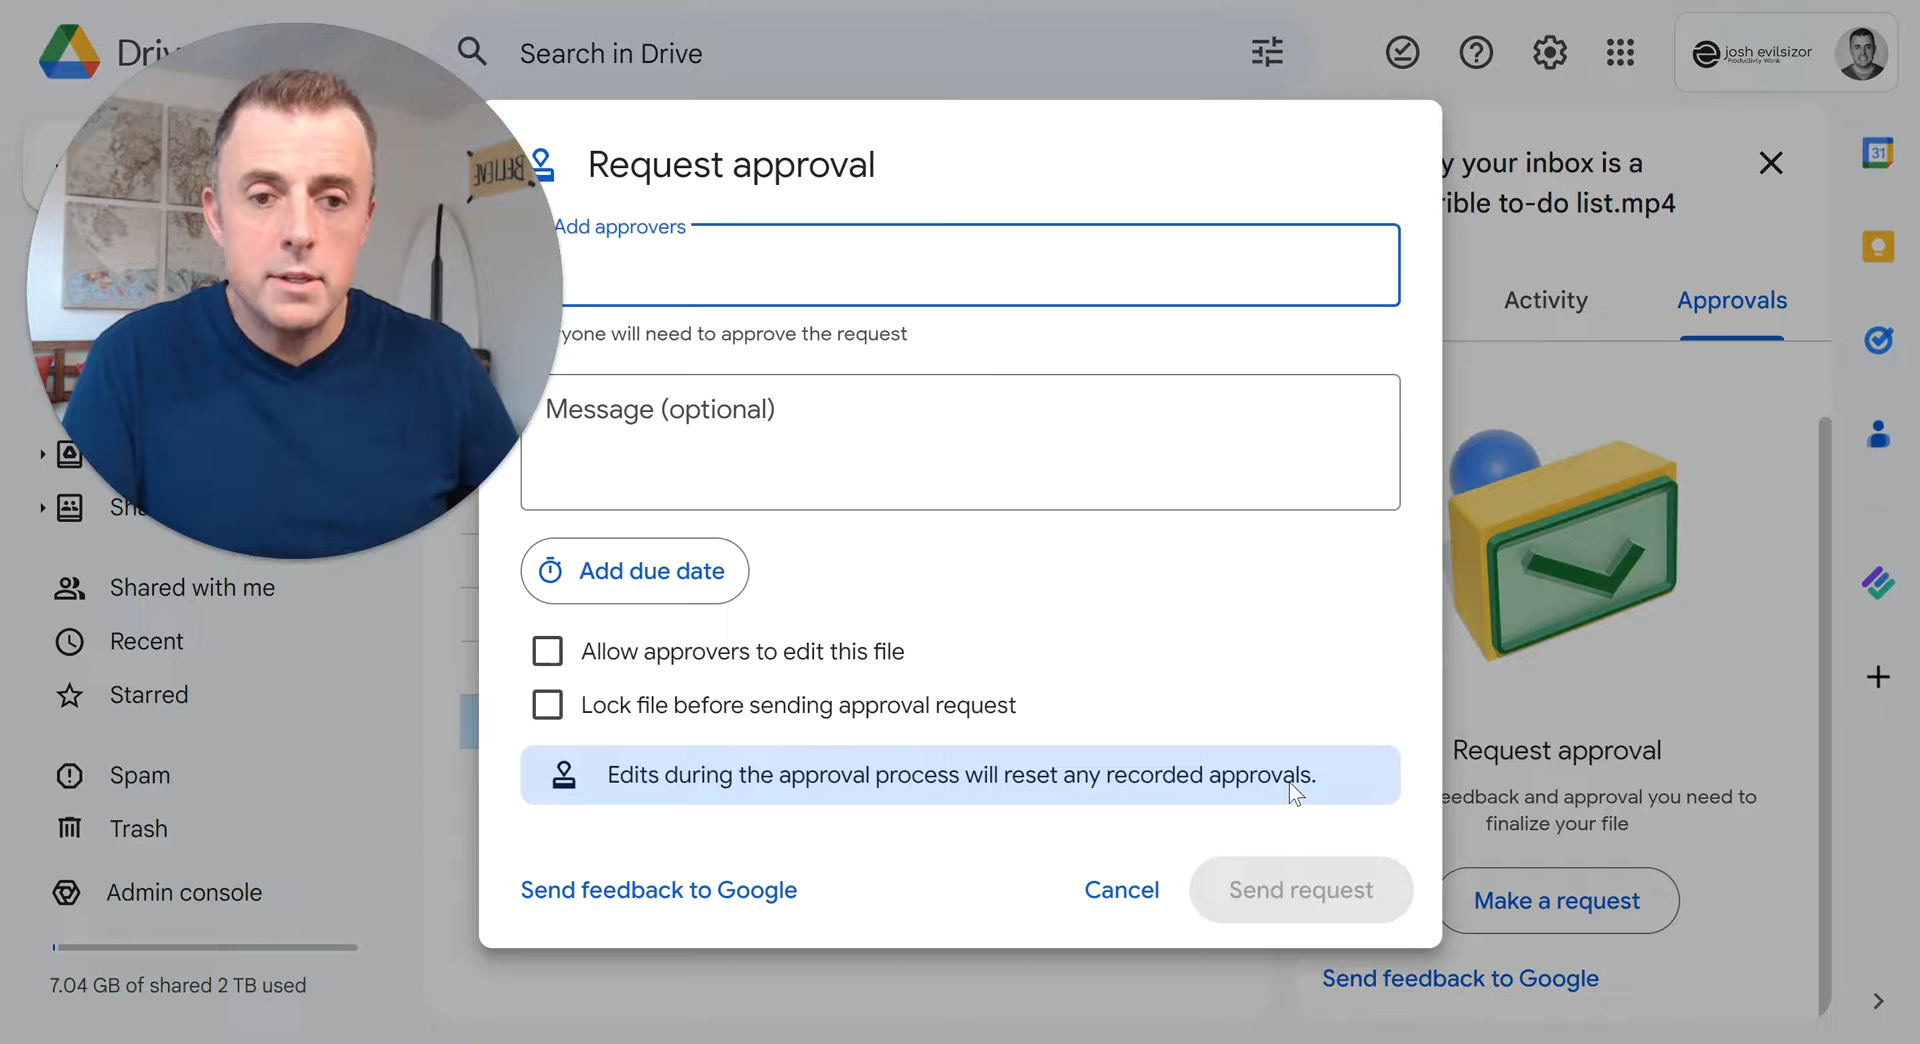 Search in Drive
josh evilsizor
Productivity Wonk
Request approval
y your inbox is a
rible to-do list.mp4
Add approvers
yone will need to approve the request
Activity
Approvals
Message (optional)
Add due date
Shared with me
Recent
Allow approvers to edit this file
Starred
Lock file before sending approval request
Edits during the approval process will reset any recorded approvals.
Spam
Trash
Request approval
eedback and approval you need to
finalize your file
Admin console
Send feedback to Google
Cancel
Send request
Make a request
7.04 GB of shared 2 TB used
Send feedback to Google
BELIEVE
31